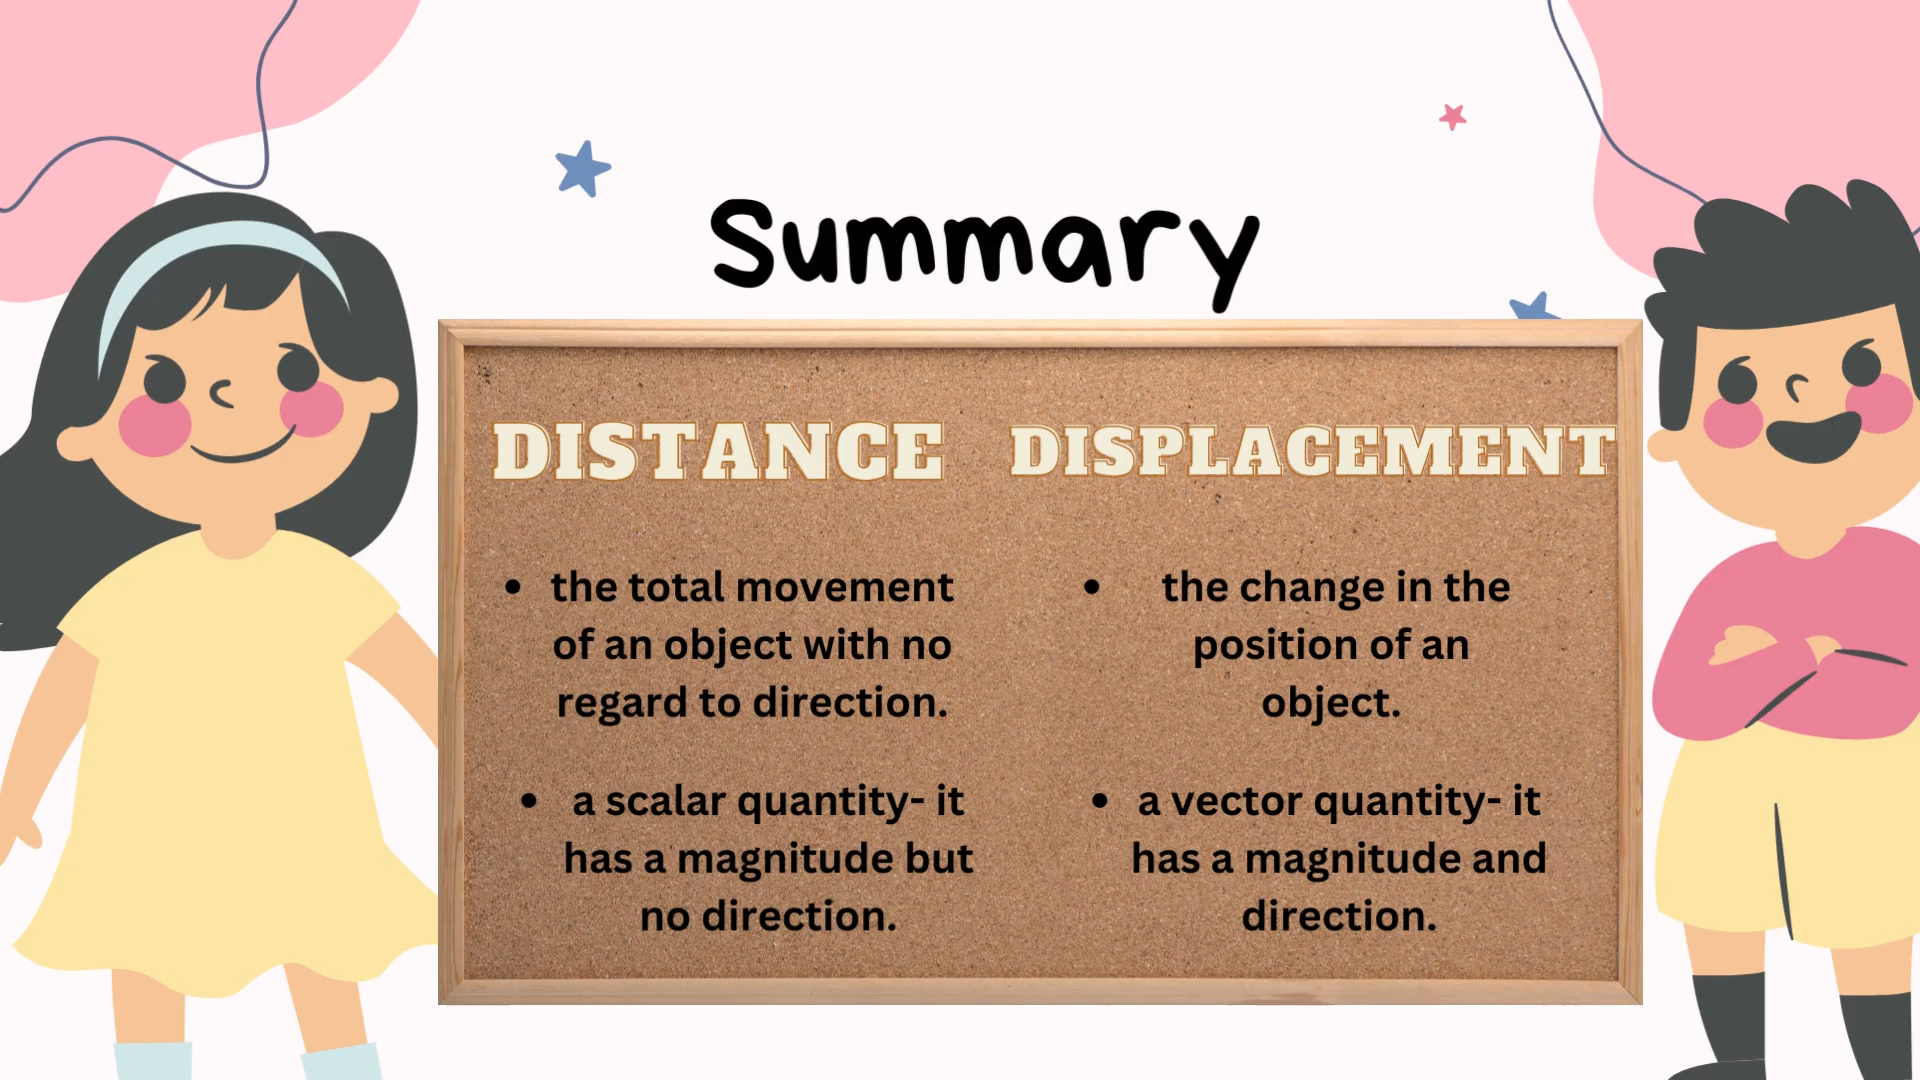 Summary
DISTANCE
• the total movement
of an object with no
regard to direction.
• a scalar quantity- it
has a magnitude but
no direction.
DISPLACEMENT
• the change in the
position of an
object.
• a vector quantity- it
has a magnitude and
direction.